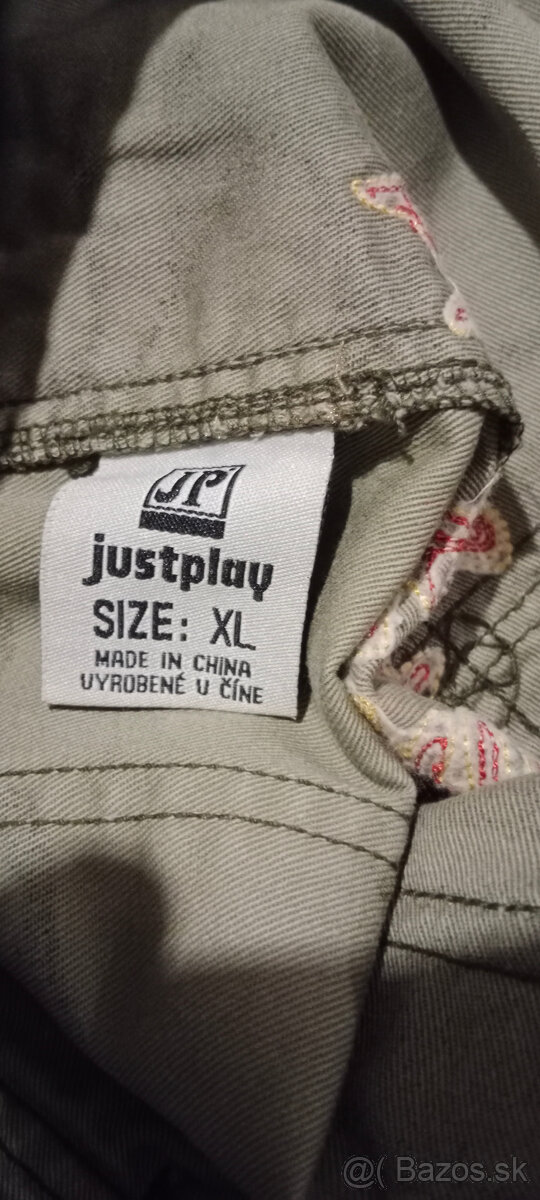 JP
justplay
SIZE: XL
MADE IN CHINA
VYROBENÉ V ČÍNE
@( Bazos.sk